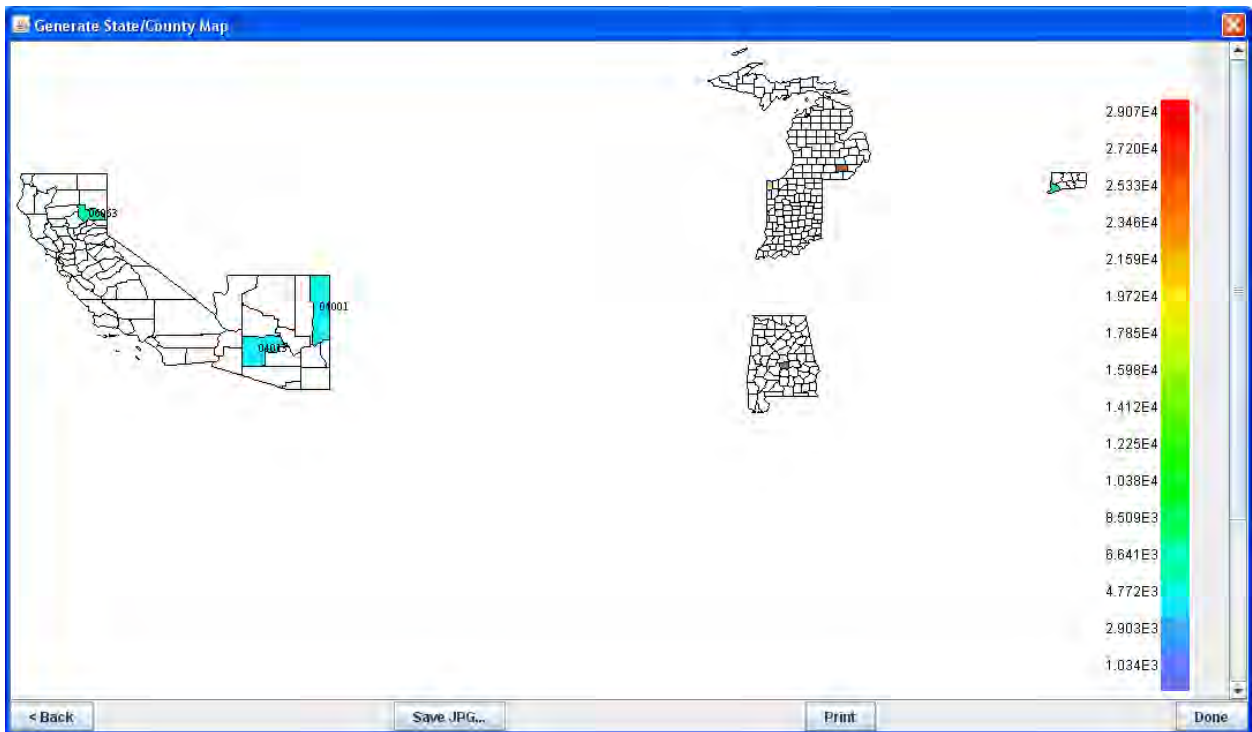 Generate State/County Map
2.907E4
2.720E4
2.533E4
2.346E4
2.159E4
1.972E4
1.785E4
1.598E4
1.412E4
1.225E4
1.038E4
8.509E3
6.641E3
4.772E3
2.903E3
1.034E3
06063
04001
04013
< Back
Save JPG...
Print
Done